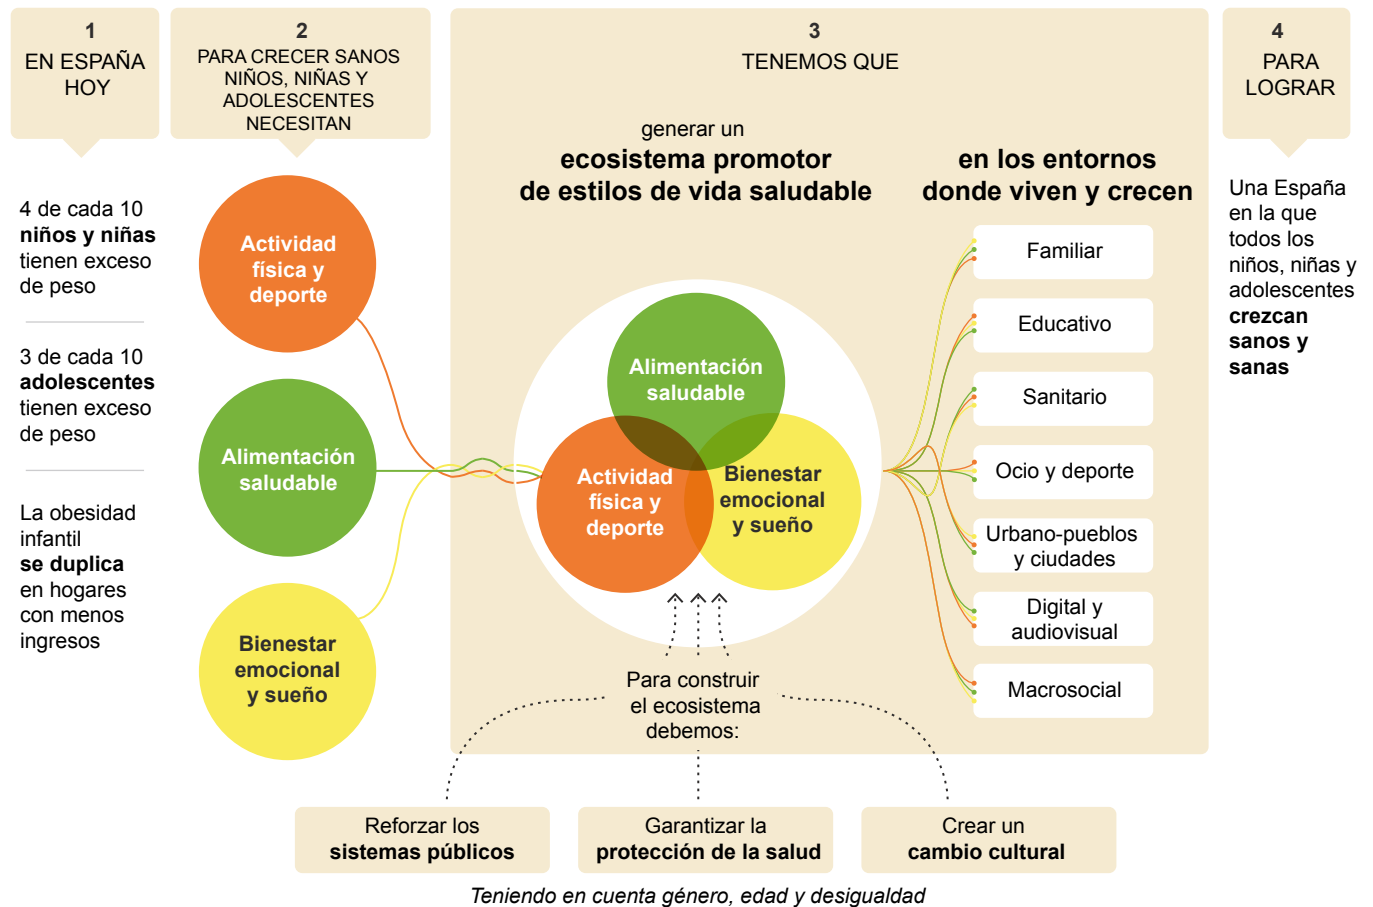 1
EN ESPAÑA
HOY
4 de cada 10
niños y niñas
tienen exceso
de peso
3 de cada 10
adolescentes
tienen exceso
de peso
La obesidad
infantil
se duplica
en hogares
con menos
ingresos
2
PARA CRECER SANOS
NIÑOS, NIÑAS Y
ADOLESCENTES
NECESITAN
Actividad
física y
deporte
Alimentación
saludable
Bienestar
emocional
y sueño
3
TENEMOS QUE
generar un
ecosistema promotor
de estilos de vida saludable
Alimentación
saludable
Actividad
física y
deporte
Bienestar
emocional
y sueño
en los entornos
donde viven y crecen
Familiar
Educativo
Sanitario
Ocio y deporte
Urbano-pueblos
y ciudades
Digital y
audiovisual
Macrosocial
Para construir
el ecosistema
debemos:
Reforzar los
sistemas públicos
Garantizar la
protección de la salud
Crear un
cambio cultural
Teniendo en cuenta género, edad y desigualdad
4
PARA
LOGRAR
Una España
en la que
todos los
niños, niñas y
adolescentes
crezcan
sanos y
sanas